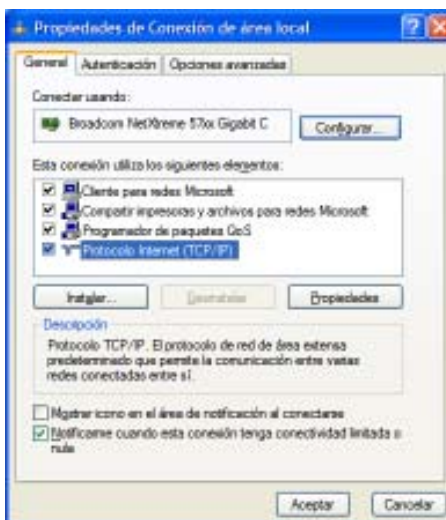 Propiedades de Conexión de área local
General Autenticación Opciones avanzadas
Conectar usando:
Broadcom NetXtreme 57xx Gigabit C
Configurar...
Esta conexión utiliza los siguientes elementos:
Cliente para redes Microsoft
Compartir impresoras y archivos para redes Microsoft
Programador de paquetes QoS
Protocolo Internet (TCP/IP)
Instalar... Desinstalar Propiedades
Descripción
Protocolo TCP/IP. El protocolo de red de área extensa
predeterminado que permite la comunicación entre varias
redes conectadas entre sí.
Mostrar icono en el área de notificación al conectarse
Notificarme cuando esta conexión tenga conectividad limitada o
nula
Aceptar Cancelar